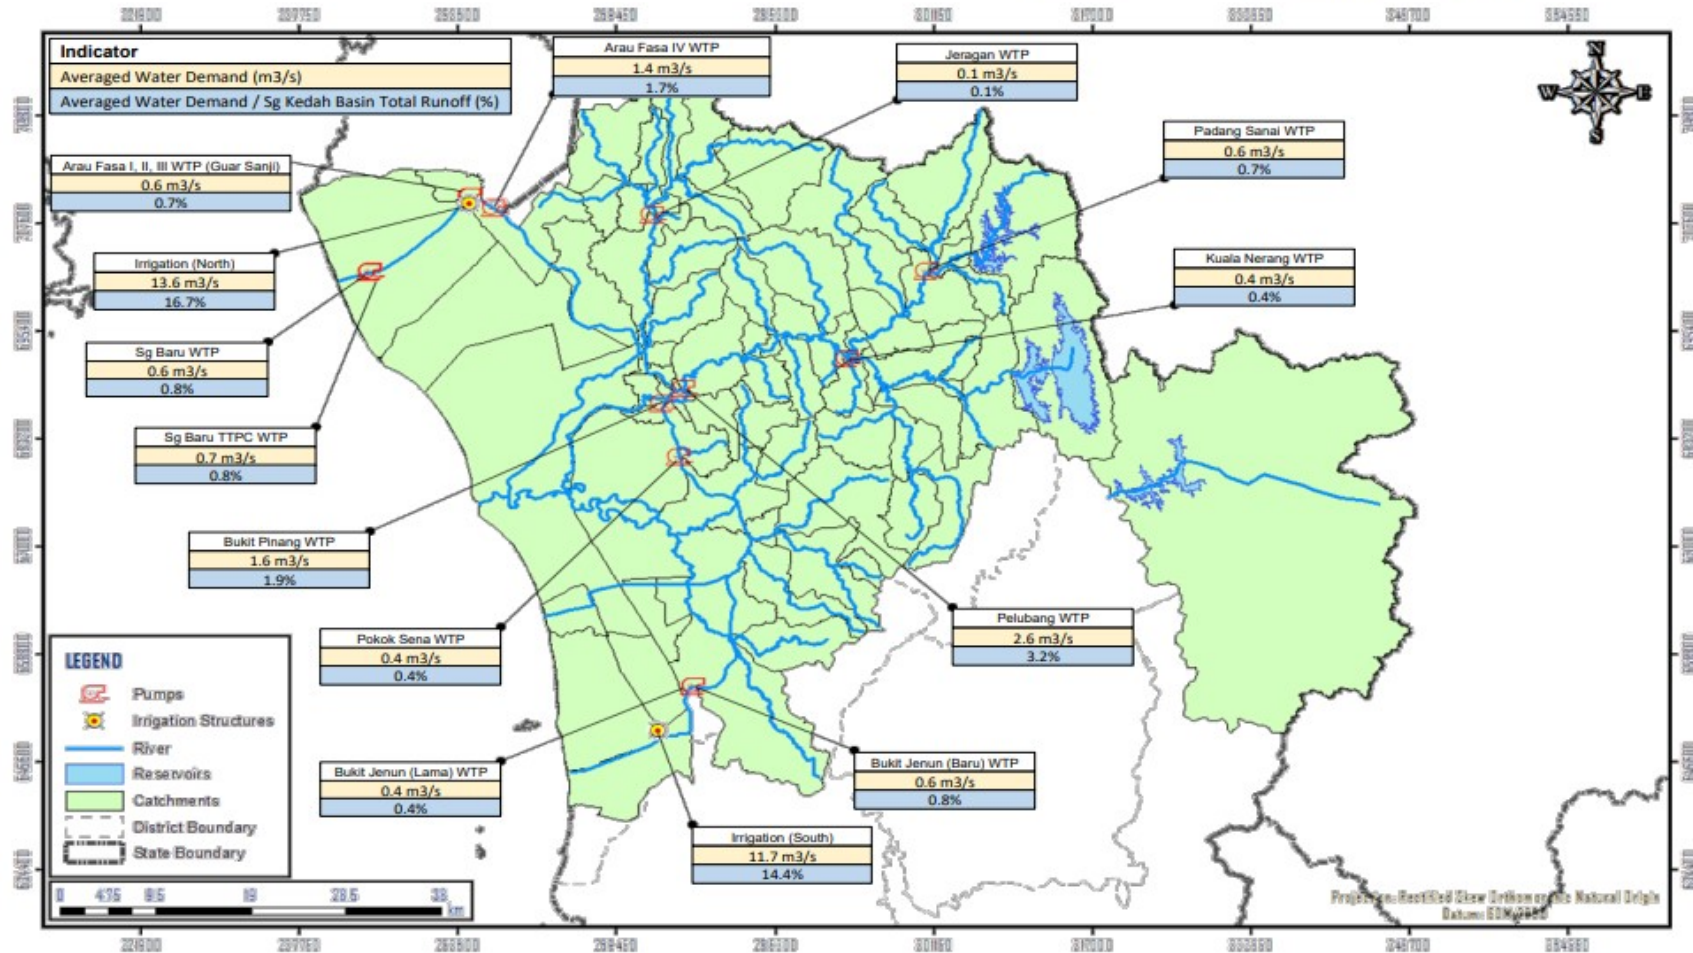 Indicator
Averaged Water Demand (m3/s)
Averaged Water Demand / Sg Kedah Basin Total Runoff (%)
Arau Fasa IV WTP
1.4 m3/s
1.7%
Jeragan WTP
0.1 m3/s
0.1%
N
W E
S
Padang Sanai WTP
0.6 m3/s
0.7%
Arau Fasa I, II, III WTP (Guar Sanji)
0.6 m3/s
0.7%
Irrigation (North)
13.6 m3/s
16.7%
Kuala Nerang WTP
0.4 m3/s
0.4%
Sg Baru WTP
0.6 m3/s
0.8%
Sg Baru TTPC WTP
0.7 m3/s
0.8%
Bukit Pinang WTP
1.6 m3/s
1.9%
Pokok Sena WTP
0.4 m3/s
0.4%
Pelubang WTP
2.6 m3/s
3.2%
Bukit Jenun (Lama) WTP
0.4 m3/s
0.4%
Bukit Jenun (Baru) WTP
0.6 m3/s
0.8%
Irrigation (South)
11.7 m3/s
14.4%
LEGEND
Pumps
Irrigation Structures
River
Reservoirs
Catchments
District Boundary
State Boundary
0 4.75 9.5 19 28.5 38
km
Projection: Rectified Skew Orthomorphic Natural Origin